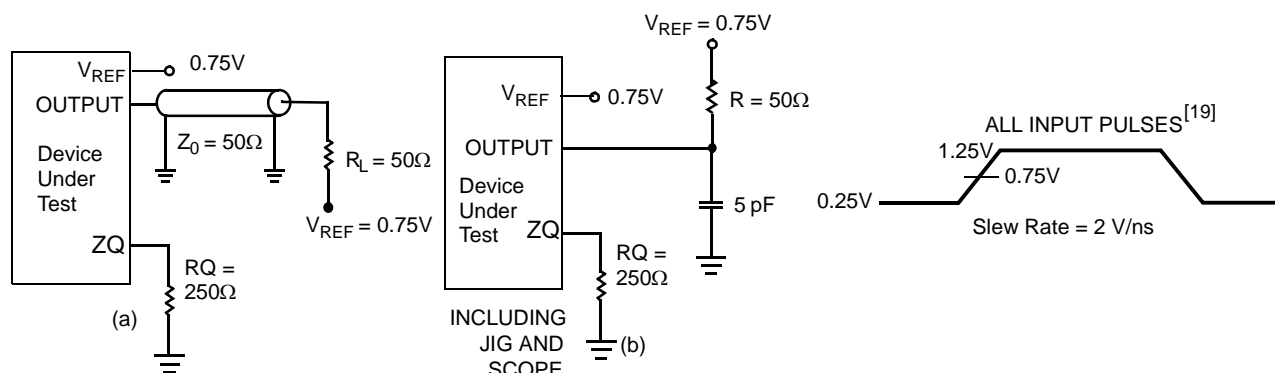 V_REF 0.75V
OUTPUT
Z_0 = 50Ω
Device
Under
Test
R_L = 50Ω
V_REF = 0.75V
ZQ
RQ =
250Ω
(a)
V_REF = 0.75V
R = 50Ω
V_REF 0.75V
OUTPUT
Device
Under
Test
5 pF
ZQ
RQ =
250Ω
INCLUDING
JIG AND
SCOPE
(b)
ALL INPUT PULSES[19]
1.25V
0.75V
0.25V
Slew Rate = 2 V/ns